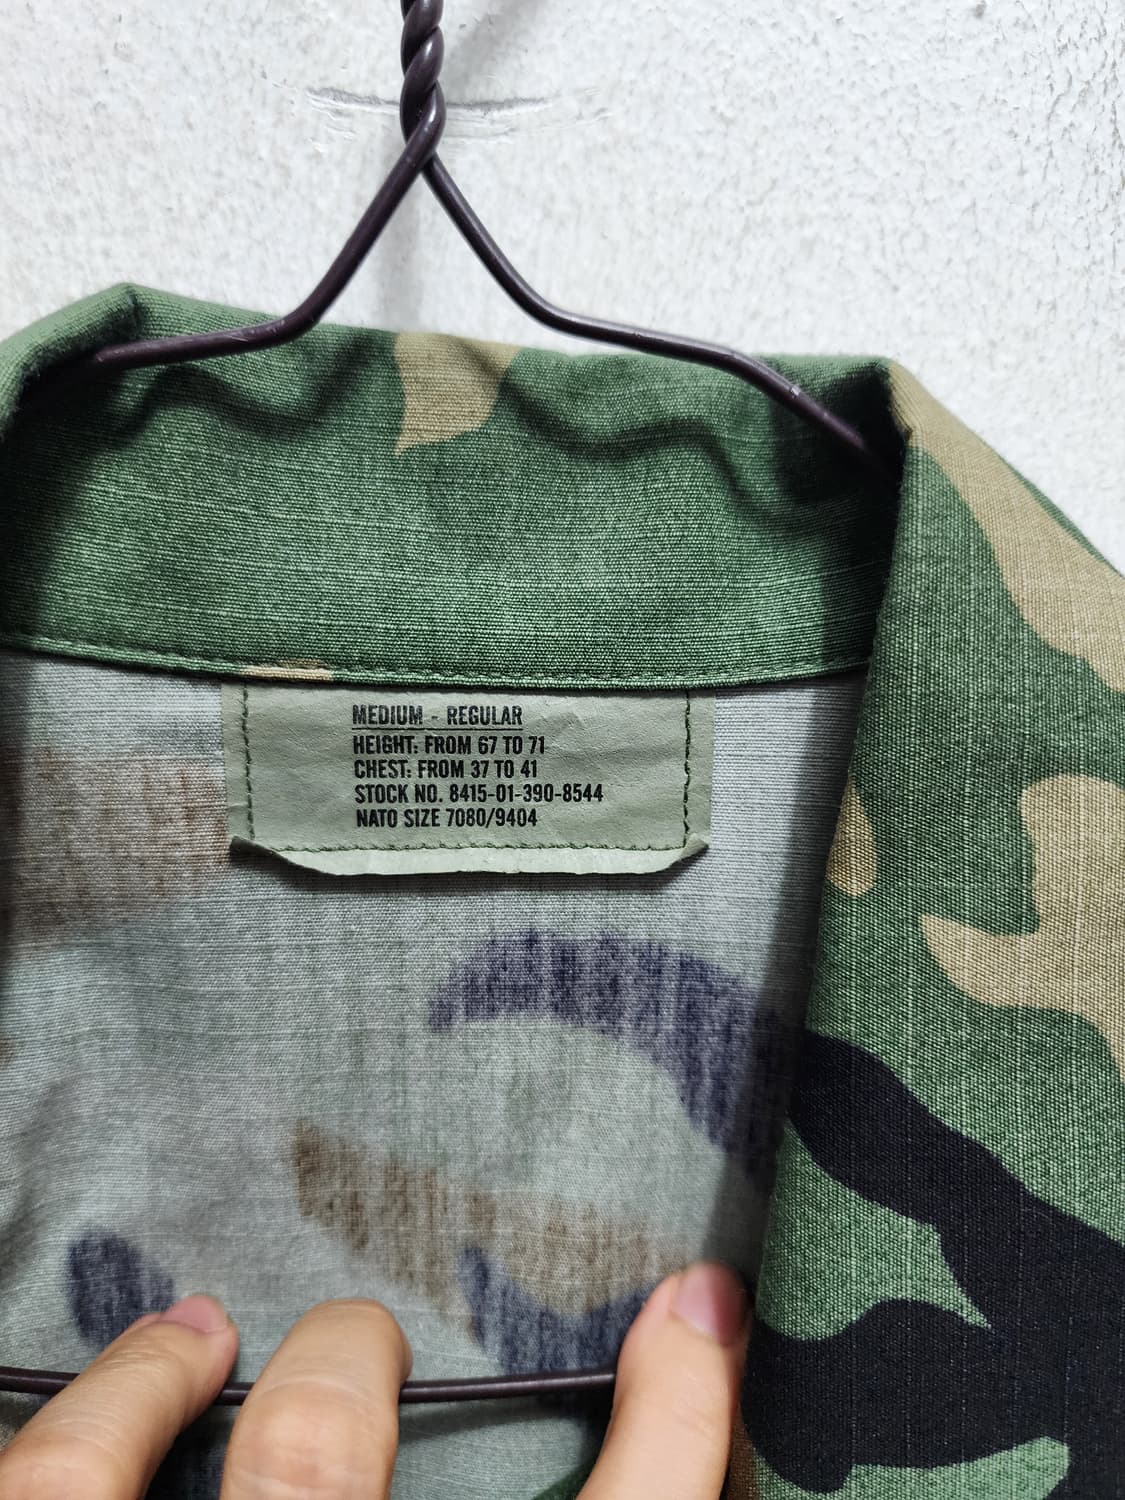 MEDIUM - REGULAR
HEIGHT: FROM 67 TO 71
CHEST: FROM 37 TO 41
STOCK NO. 8415-01-390-8544
NATO SIZE 7080/9404